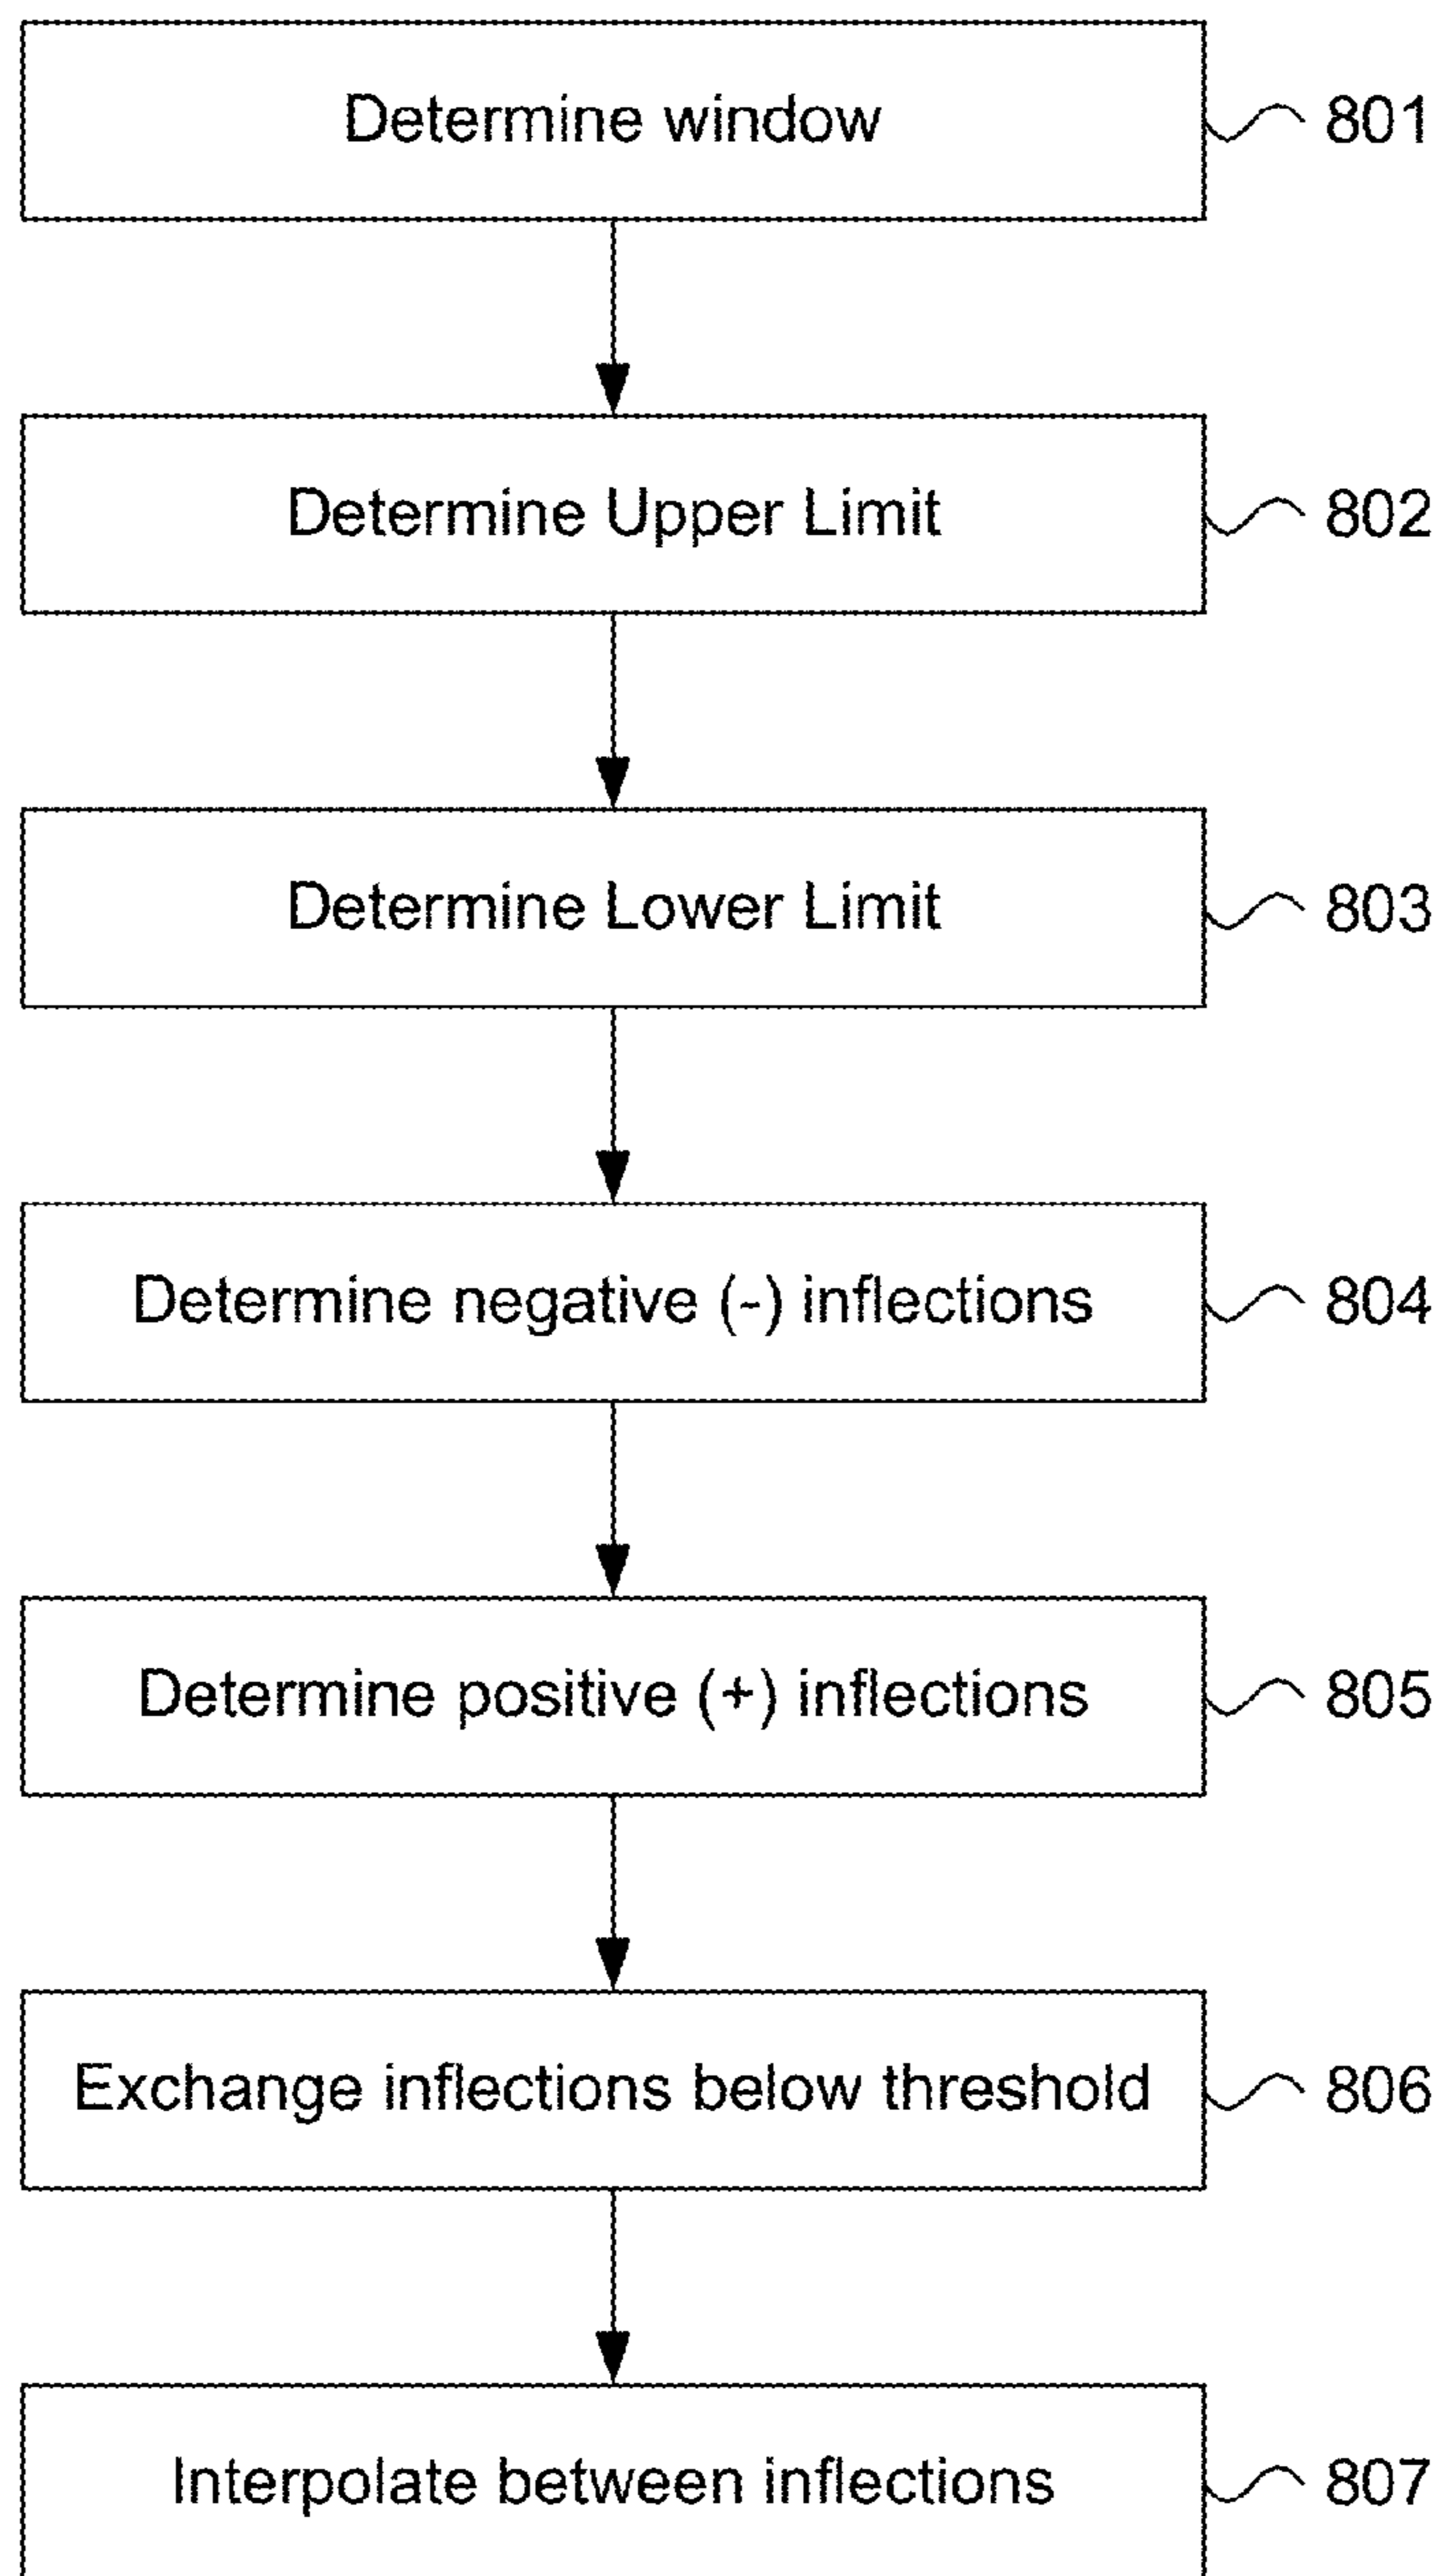 Determine window
801
Determine Upper Limit
802
Determine Lower Limit
803
Determine negative (-) inflections
804
Determine positive (+) inflections
805
Exchange inflections below threshold
806
Interpolate between inflections
807